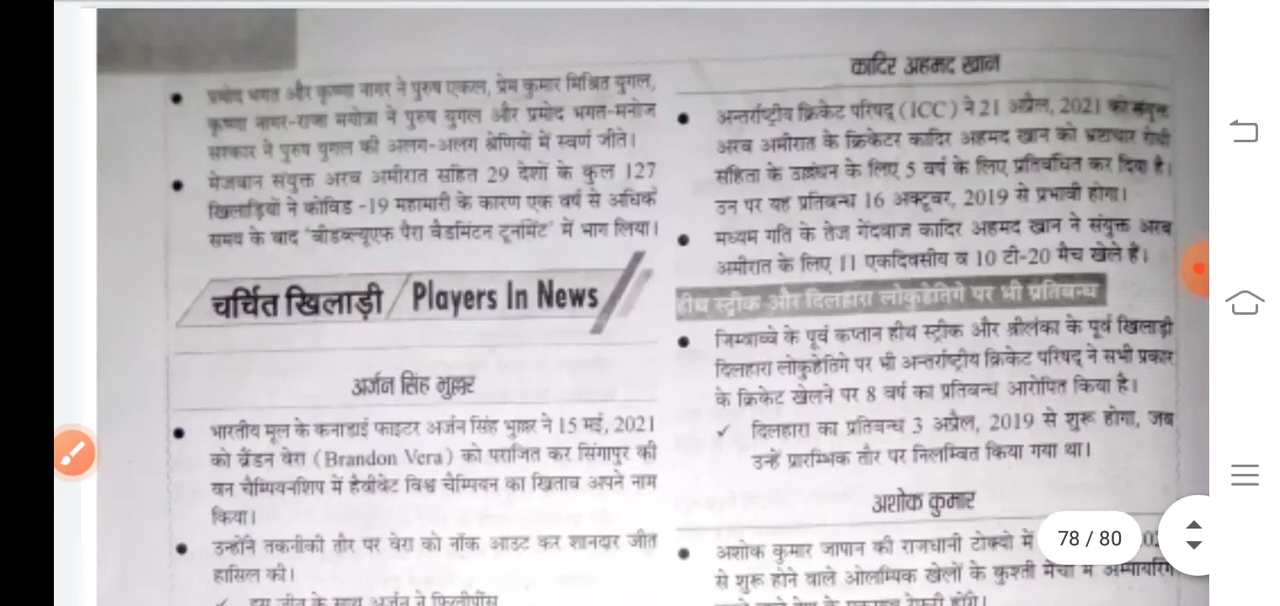 प्रमोद भगत और कृष्णा नागर ने पुरुष एकल, प्रेम कुमार मिश्रित युगल,
कृष्णा नागर-राजा मगोत्रा ने पुरुष युगल और प्रमोद भगत-मनोज
सरकार ने पुरुष युगल की अलग-अलग श्रेणियों में स्वर्ण जीते।
मेजबान संयुक्त अरब अमीरात सहित 29 देशों के कुल 127
खिलाड़ियों ने कोविड -19 महामारी के कारण एक वर्ष से अधिक
समय के बाद 'बीडब्ल्यूएफ पैरा बैडमिंटन टूर्नामेंट' में भाग लिया।
चर्चित खिलाड़ी / Players In News
अर्जन सिंह भुल्लर
भारतीय मूल के कनाडाई फाइटर अर्जन सिंह भुल्लर ने 15 मई, 2021
को ब्रैंडन वेरा (Brandon Vera) को पराजित कर सिंगापुर की
वन चैम्पियनशिप में हैवीवेट विश्व चैम्पियन का खिताब अपने नाम
किया।
उन्होंने तकनीकी तौर पर वेरा को नॉक आउट कर शानदार जीत
हासिल की।
✓ इस जीत के साथ अर्जन ने फिलीपींस
कादिर अहमद खान
अन्तर्राष्ट्रीय क्रिकेट परिषद् (ICC) ने 21 अप्रैल, 2021 को संयुक्त
अरब अमीरात के क्रिकेटर कादिर अहमद खान को भ्रष्टाचार रोधी
संहिता के उल्लंघन के लिए 5 वर्ष के लिए प्रतिबंधित कर दिया है।
उन पर यह प्रतिबन्ध 16 अक्टूबर, 2019 से प्रभावी होगा।
मध्यम गति के तेज गेंदबाज कादिर अहमद खान ने संयुक्त अरब
अमीरात के लिए 11 एकदिवसीय व 10 टी-20 मैच खेले हैं।
हीथ स्ट्रीक और दिलहारा लोकुहेतिगे पर भी प्रतिबन्ध
जिम्बाब्वे के पूर्व कप्तान हीथ स्ट्रीक और श्रीलंका के पूर्व खिलाड़ी
दिलहारा लोकुहेतिगे पर भी अन्तर्राष्ट्रीय क्रिकेट परिषद् ने सभी प्रकार
के क्रिकेट खेलने पर 8 वर्ष का प्रतिबन्ध आरोपित किया है।
✓ दिलहारा का प्रतिबन्ध 3 अप्रैल, 2019 से शुरू होगा, जब
उन्हें प्रारम्भिक तौर पर निलम्बित किया गया था।
अशोक कुमार
अशोक कुमार जापान की राजधानी टोक्यो में
से शुरू होने वाले ओलम्पिक खेलों के कुश्ती मैचों में अम्पायरिंग
78 / 80